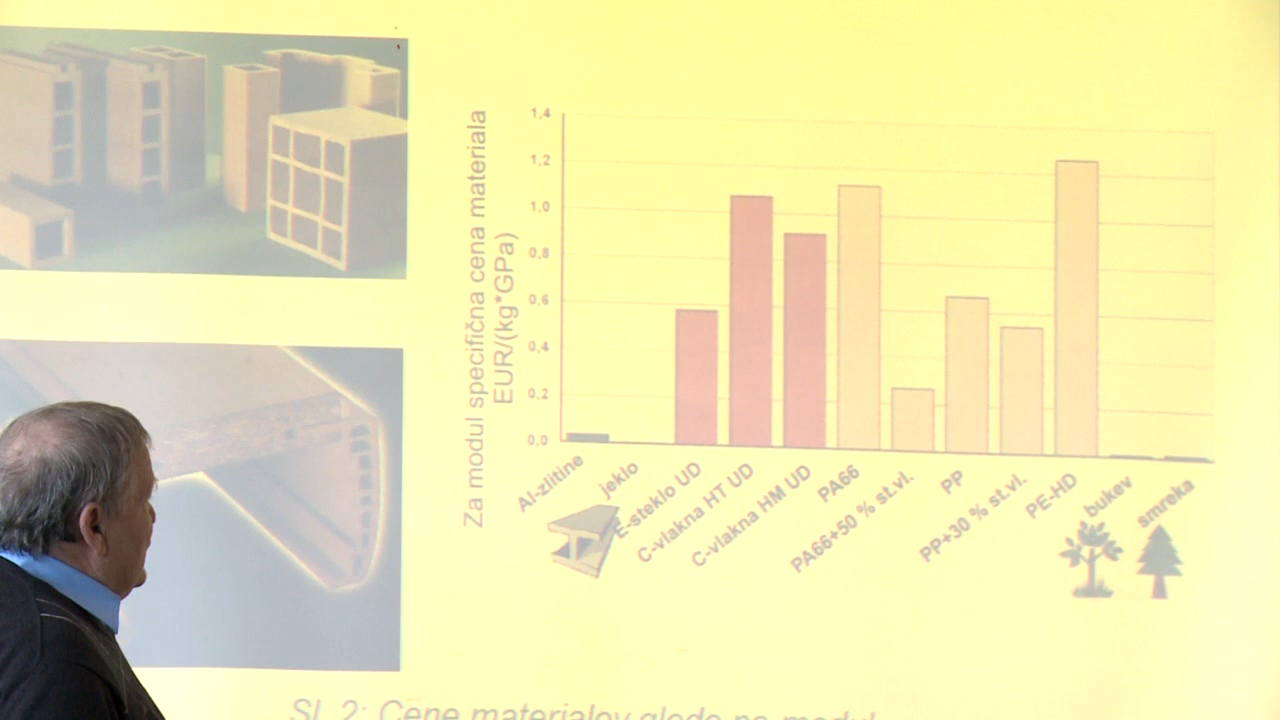 Za modul specifična cena materiala
EUR/(kg*GPa)
1,4
1,2
1,0
0,8
0,6
0,4
0,2
0,0
Al-zlitine
jeklo
E-steklo UD
C-vlakna HT UD
C-vlakna HM UD
PA66
PA66+50 % st.vl.
PP
PP+30 % st.vl.
PE-HD
bukev
smreka
Sl. 2: Cene materialov glede na modul